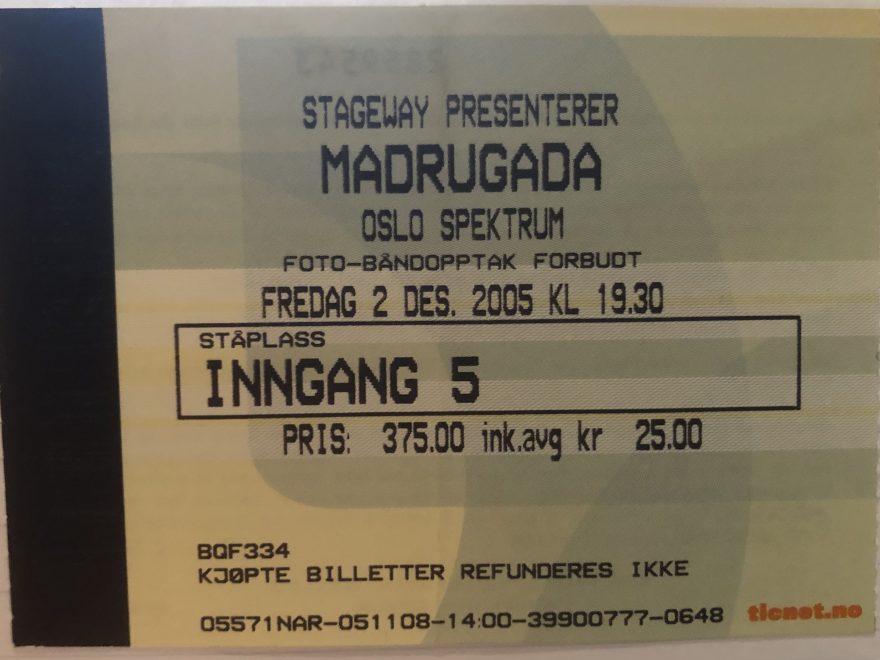 STAGEWAY PRESENTERER
MADRUGADA
OSLO SPEKTRUM
FOTO-BÅNDOPPTAK FORBUDT
FREDAG 2 DES. 2005 KL 19.30
STÅPLASS
INNGANG 5
PRIS: 375.00 ink.avg kr 25.00
BQF334
KJØPTE BILLETTER REFUNDERES IKKE
05571NAR-051108-14:00-39900777-0648
ticnet.no